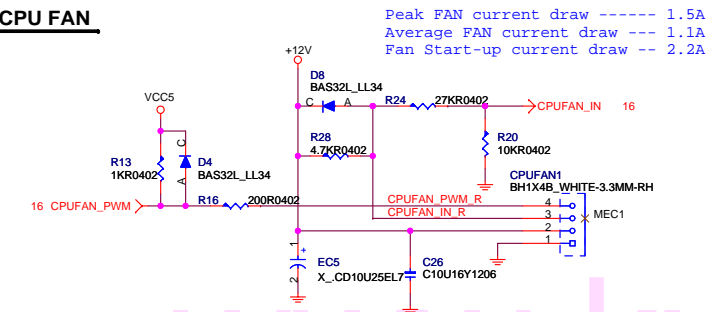 CPU FAN
Peak FAN current draw ------ 1.5A
Average FAN current draw --- 1.1A
Fan Start-up current draw -- 2.2A
+12V
D8
BAS32L_LL34
C A
R24 27KR0402
CPUFAN_IN 16
VCC5
R28
4.7KR0402
R20
10KR0402
R13
1KR0402
C
D4
BAS32L_LL34
A
CPUFAN1
BH1X4B_WHITE-3.3MM-RH
16 CPUFAN_PWM
R16 200R0402
CPUFAN_PWM_R
CPUFAN_IN_R
4
3
2
1
MEC1
1
+
2
EC5
X_.CD10U25EL7
C26
C10U16Y1206